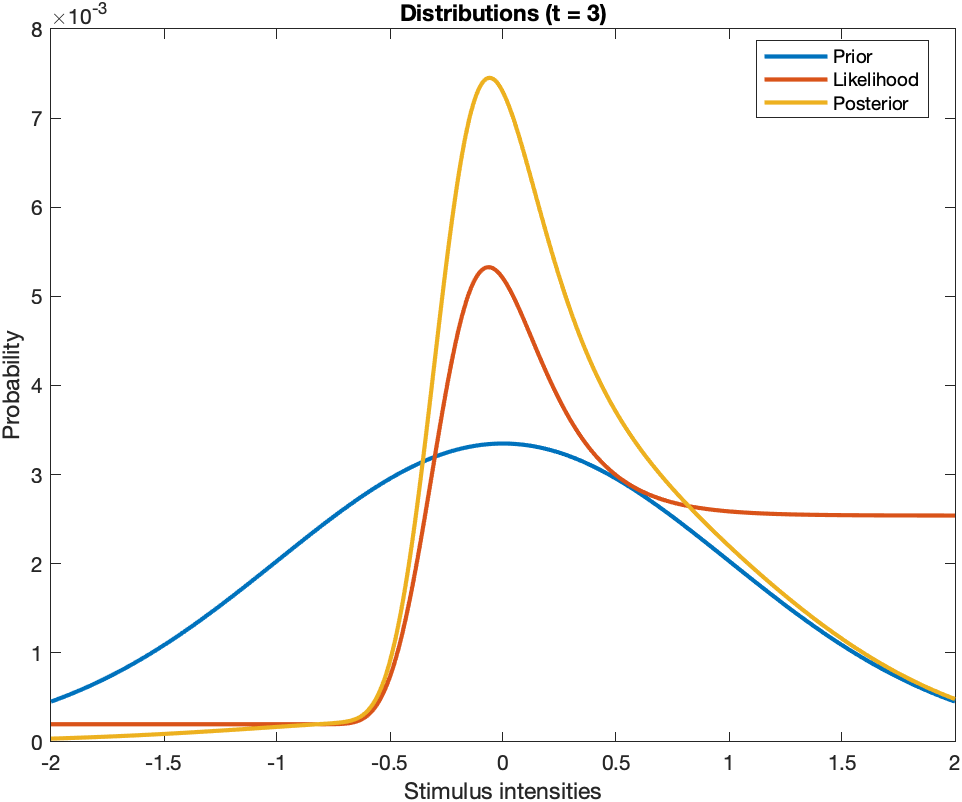 Distributions (t = 3)
×10-3
Prior
Likelihood
Posterior
8
7
6
5
4
3
2
1
0
Probability
-2 -1.5 -1 -0.5 0 0.5 1 1.5 2
Stimulus intensities